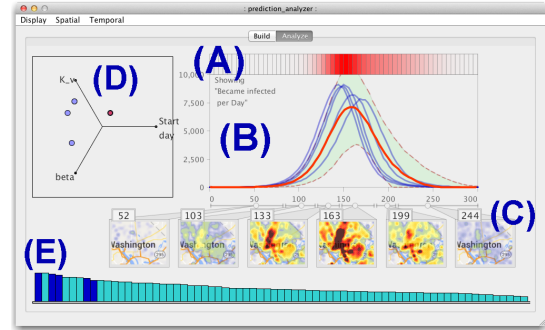 : prediction_analyzer :
Display Spatial Temporal
Build Analyze
(A)
(D)
K_v
Start
day
beta
10,000
7,500
5,000
2,500
0
Showing
"Became infected
per Day"
(B)
0 50 100 150 200 250 300
(C)
52 103 133 163 199 244
Washington
Washington
Washington
(E)